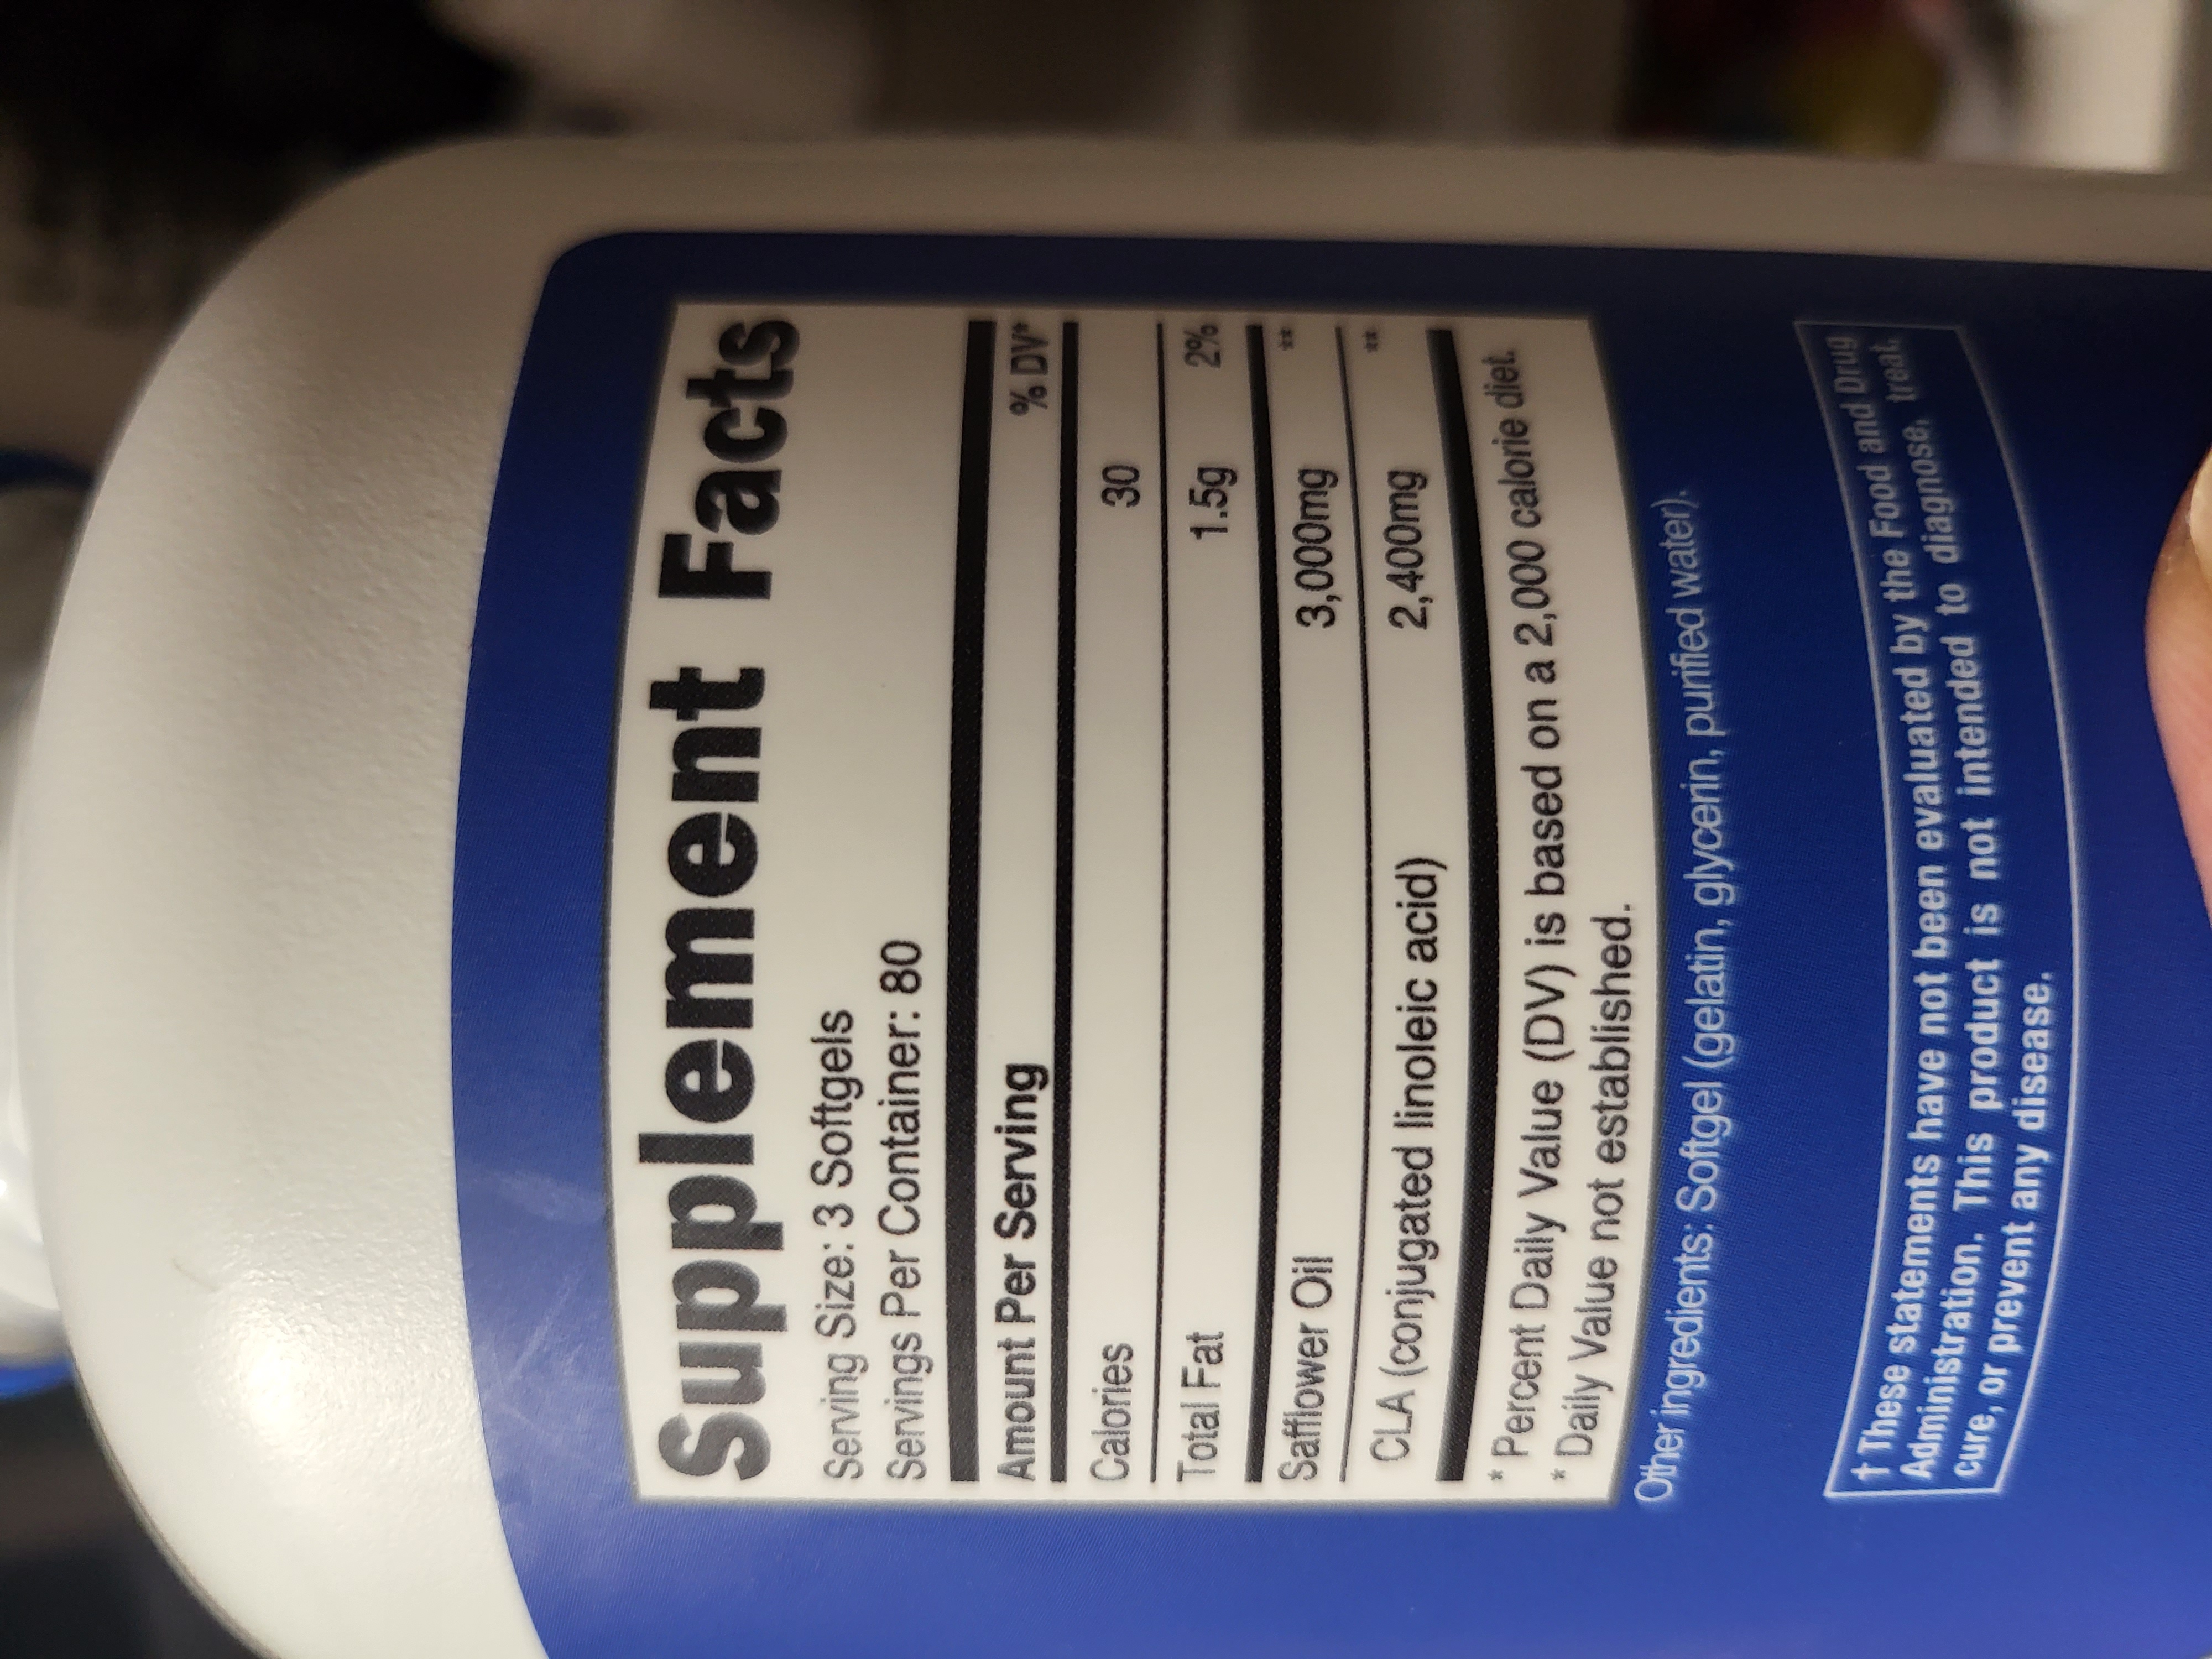 Supplement Facts
Serving Size: 3 Softgels
Servings Per Container: 80
Amount Per Serving % DV*
Calories 30
Total Fat 1.5g 2%
Safflower Oil 3,000mg **
CLA (conjugated linoleic acid) 2,400mg **
* Percent Daily Value (DV) is based on a 2,000 calorie diet.
* Daily Value not established.
Other ingredients: Softgel (gelatin, glycerin, purified water).
† These statements have not been evaluated by the Food and Drug
Administration. This product is not intended to diagnose, treat,
cure, or prevent any disease.